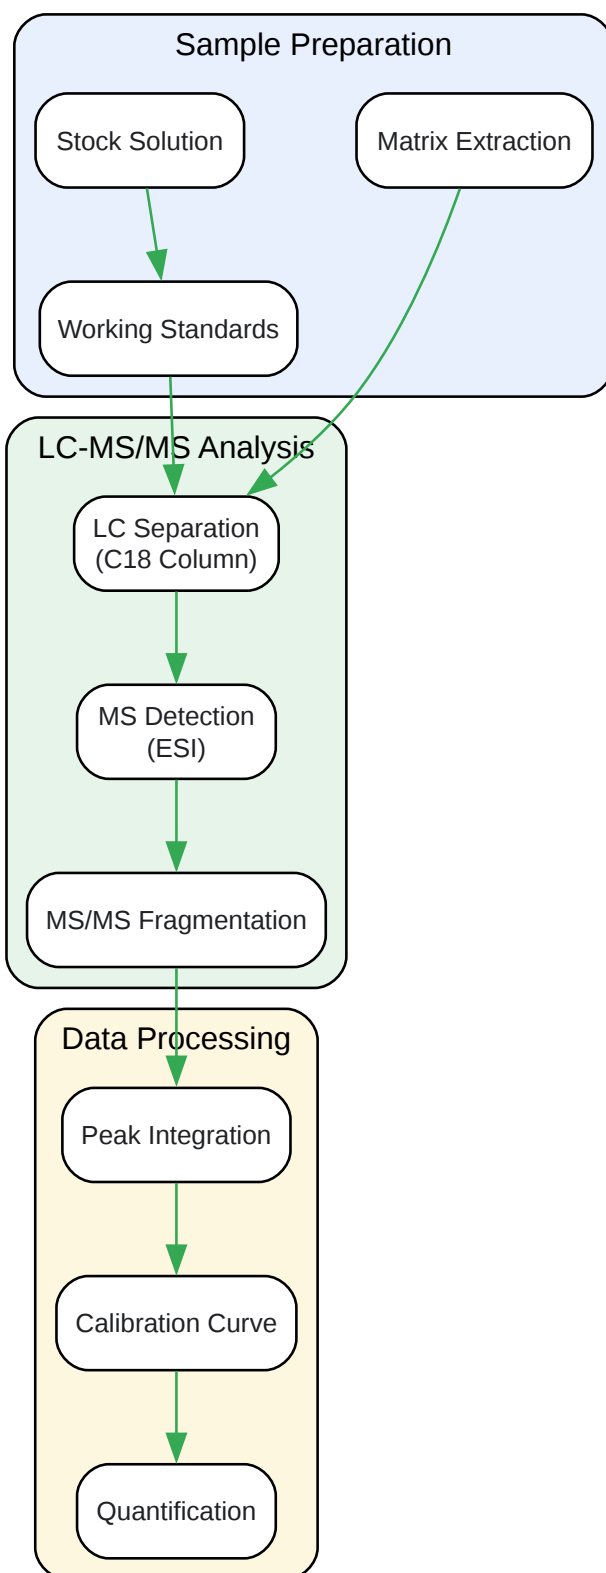 Sample Preparation
Stock Solution
Matrix Extraction
Working Standards
LC-MS/MS Analysis
LC Separation
(C18 Column)
MS Detection
(ESI)
MS/MS Fragmentation
Data Processing
Peak Integration
Calibration Curve
Quantification